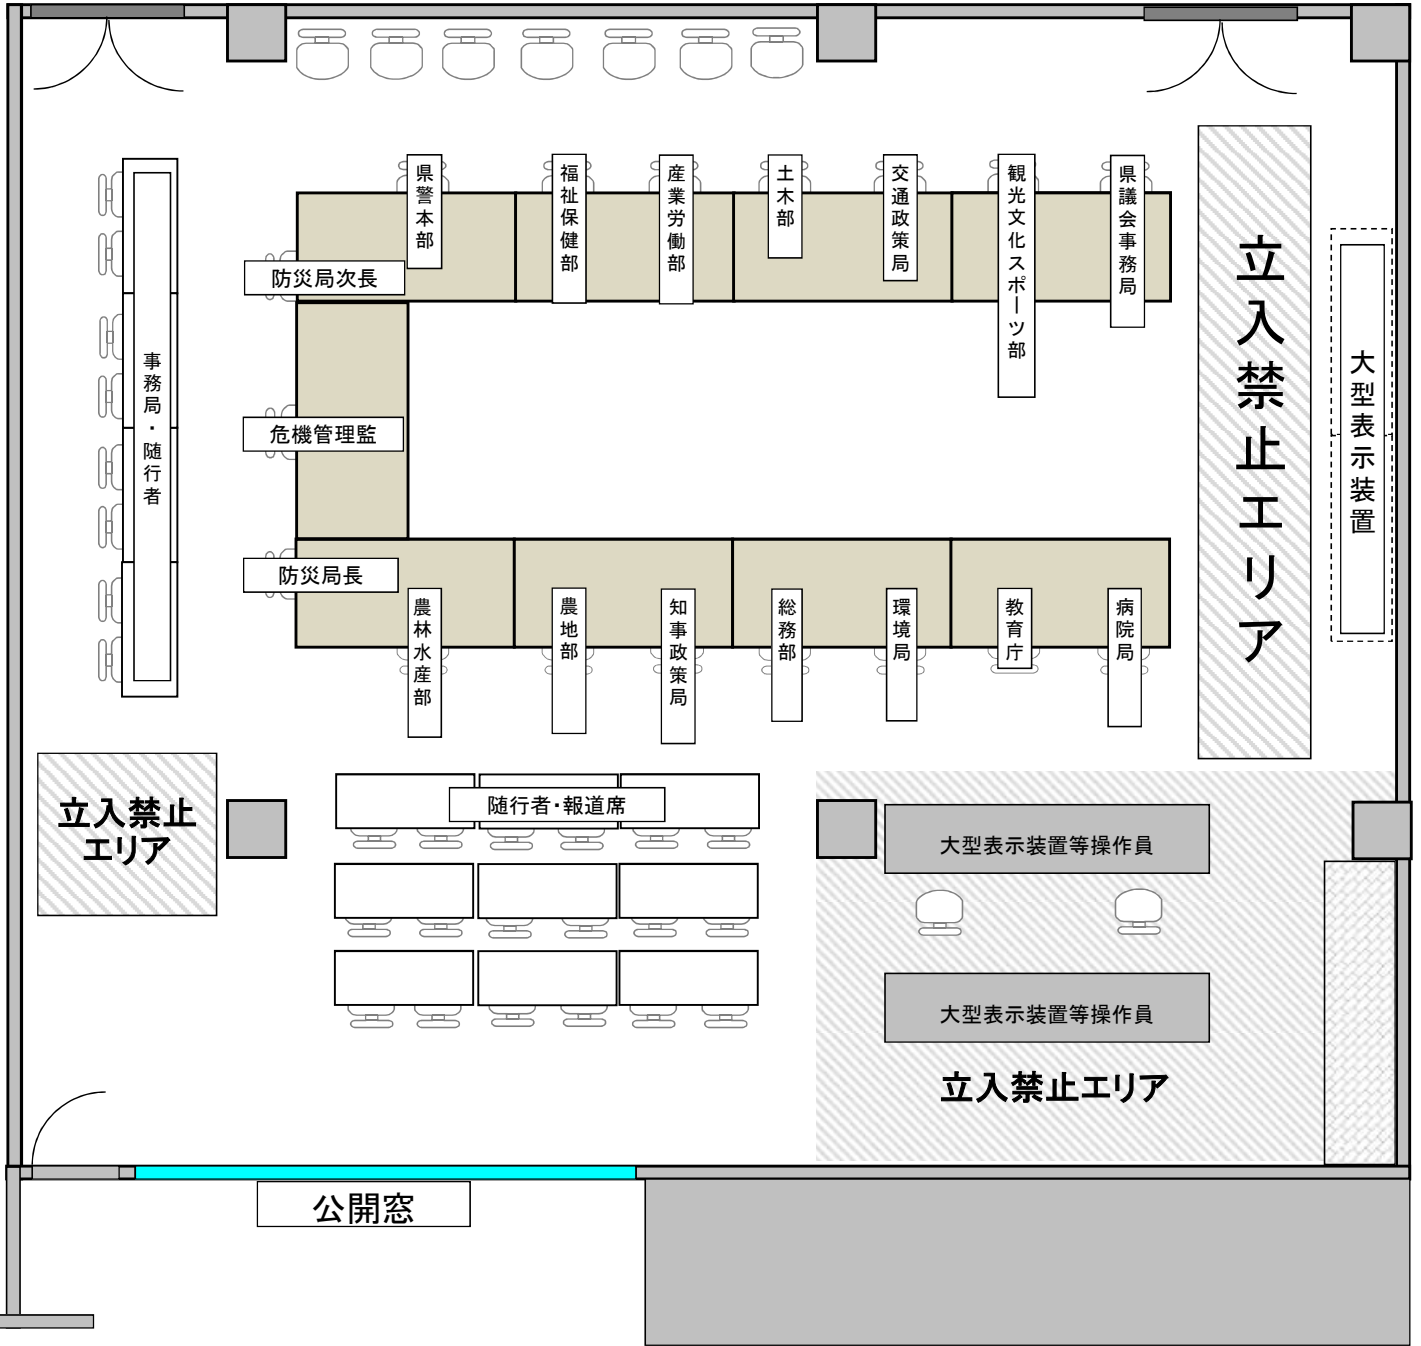 県警本部
福祉保健部
産業労働部
土木部
交通政策局
観光文化スポーツ部
県議会事務局
防災局次長
危機管理監
防災局長
事務局・随行者
立入禁止エリア
大型表示装置
農林水産部
農地部
知事政策局
総務部
環境局
教育庁
病院局
立入禁止
エリア
随行者・報道席
大型表示装置等操作員
大型表示装置等操作員
立入禁止エリア
公開窓